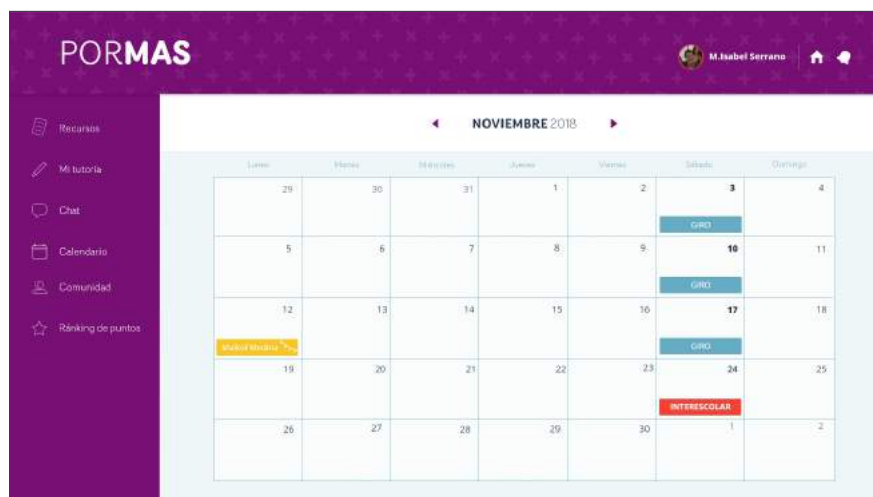 PORMAS
M.Isabel Serrano
Recursos
Mi tutoría
Chat
Calendario
Comunidad
Ránking de puntos
NOVIEMBRE 2018
Lunes Martes Miércoles Jueves Viernes Sábado Domingo
29 30 31 1 2 3 4
GIRO
5 6 7 8 9 10 11
GIRO
12 13 14 15 16 17 18
GIRO
19 20 21 22 23 24 25
INTERESCOLAR
26 27 28 29 30 1 2